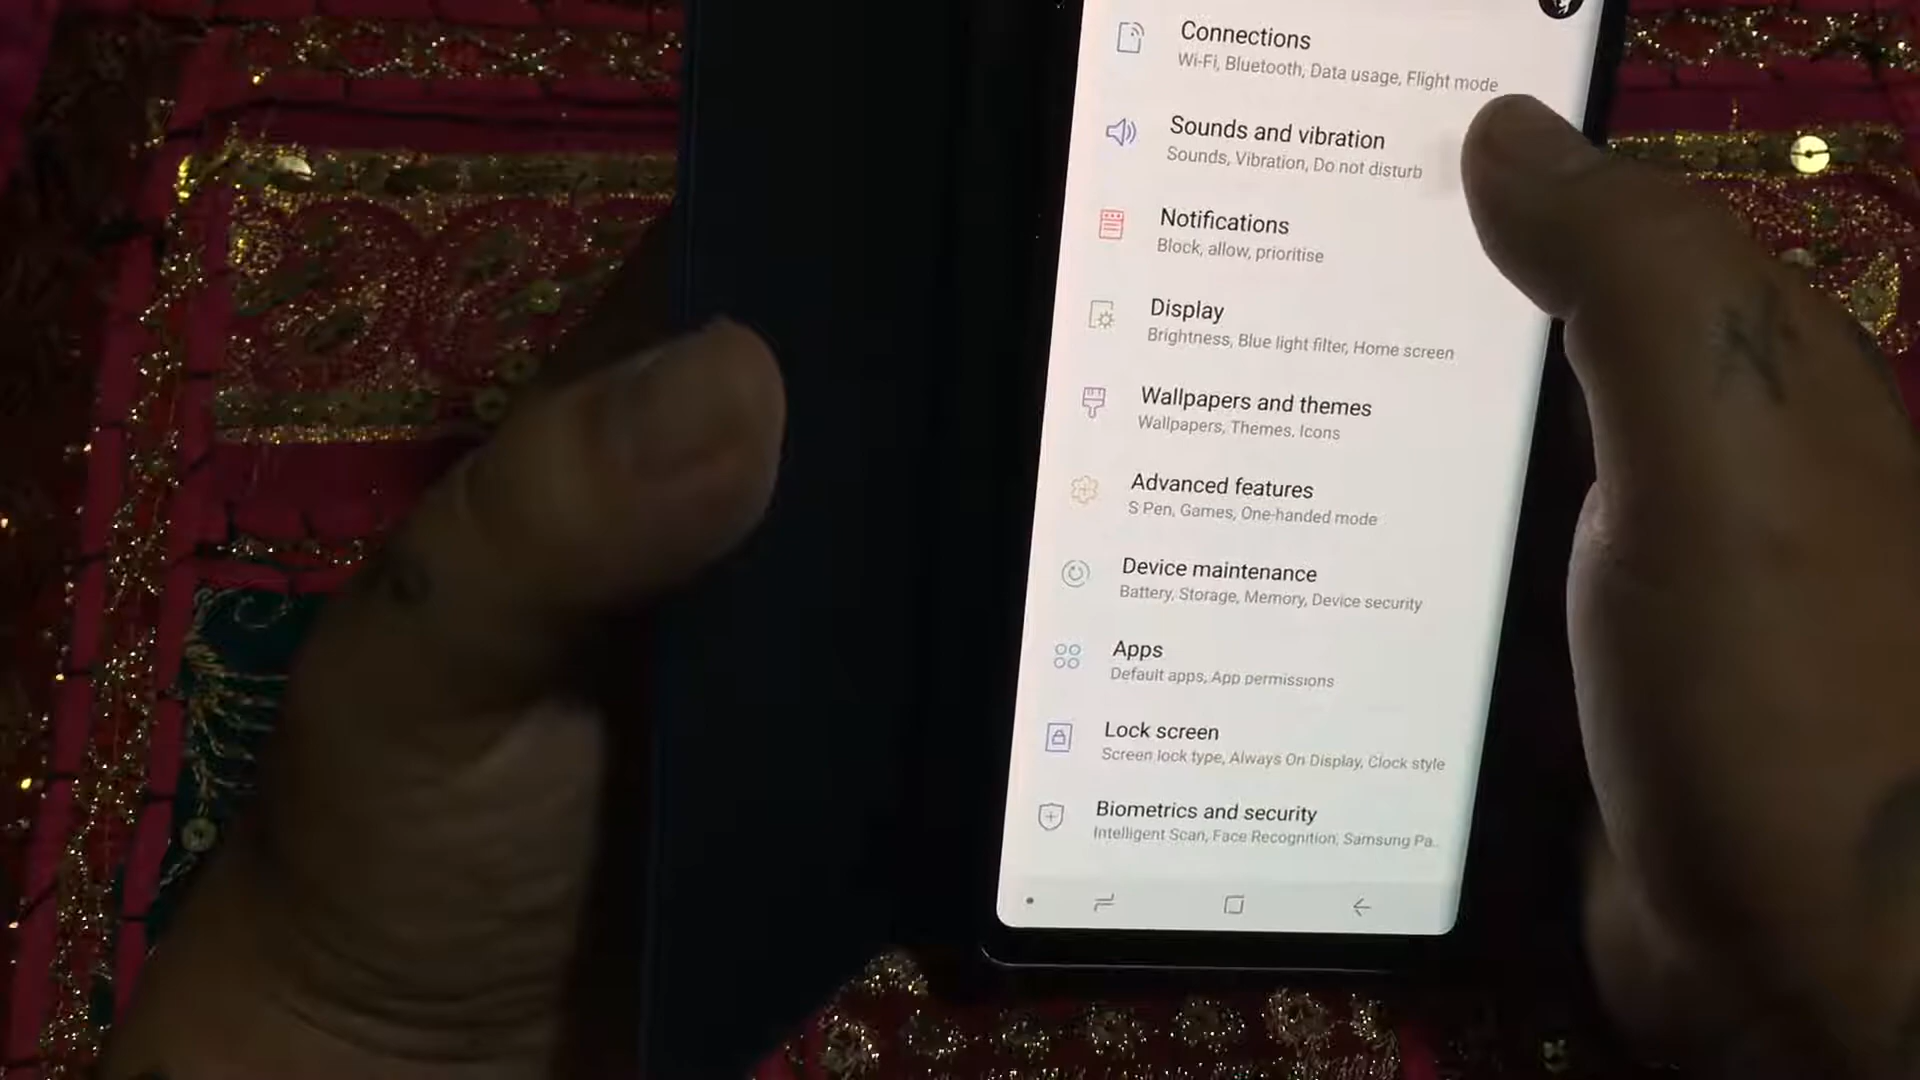 Connections
Wi-Fi, Bluetooth, Data usage, Flight mode
Sounds and vibration
Sounds, Vibration, Do not disturb
Notifications
Block, allow, prioritise
Display
Brightness, Blue light filter, Home screen
Wallpapers and themes
Wallpapers, Themes, Icons
Advanced features
S Pen, Games, One-handed mode
Device maintenance
Battery, Storage, Memory, Device security
Apps
Default apps, App permissions
Lock screen
Screen lock type, Always On Display, Clock style
Biometrics and security
Intelligent Scan, Face Recognition, Samsung Pa..